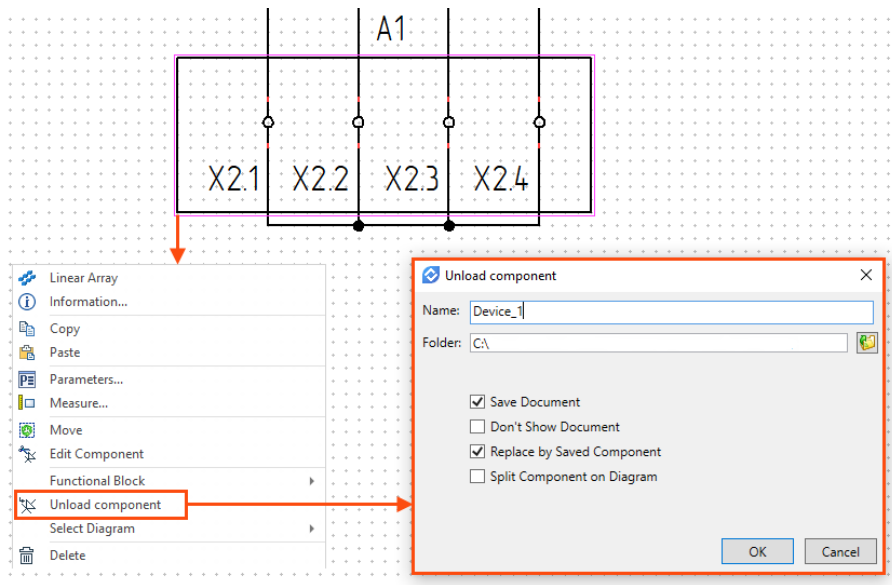 A1
X2.1 X2.2 X2.3 X2.4
Linear Array
Information...
Copy
Paste
Parameters...
Measure...
Move
Edit Component
Functional Block
Unload component
Select Diagram
Delete
Unload component
Name: Device_1
Folder: C:\
Save Document
Don't Show Document
Replace by Saved Component
Split Component on Diagram
OK Cancel